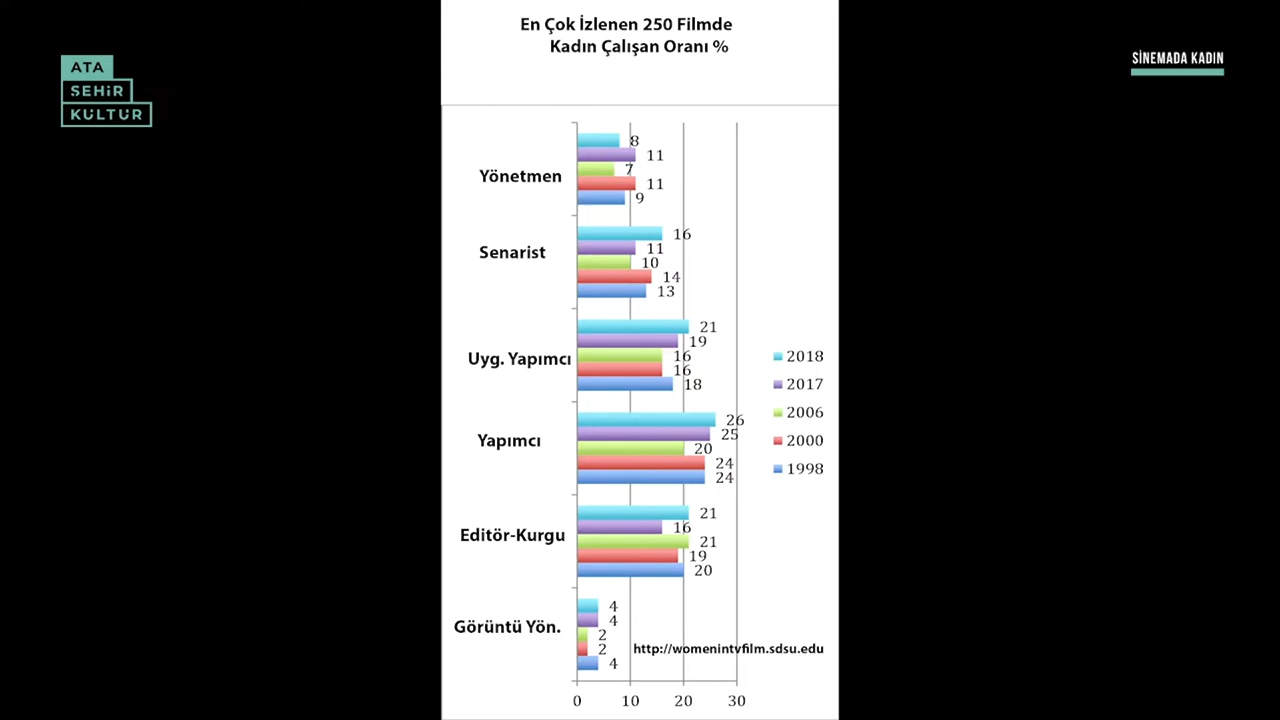 En Çok İzlenen 250 Filmde
Kadın Çalışan Oranı %
ATA
SEHİR
KÜLTÜR
SİNEMADA KADIN
Yönetmen
8
11
7
11
9
Senarist
16
11
10
14
13
Uyg. Yapımcı
21
19
16
16
18
Yapımcı
26
25
20
24
24
Editör-Kurgu
21
16
21
19
20
Görüntü Yön.
4
4
2
2
4
2018
2017
2006
2000
1998
http://womenintvfilm.sdsu.edu
0 10 20 30